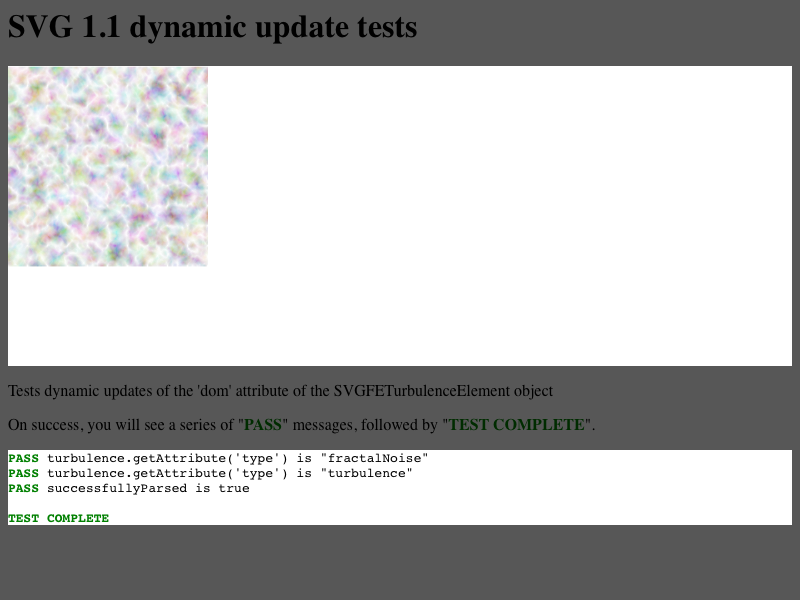 SVG 1.1 dynamic update tests
Tests dynamic updates of the 'dom' attribute of the SVGFETurbulenceElement object
On success, you will see a series of "PASS" messages, followed by "TEST COMPLETE".
PASS turbulence.getAttribute('type') is "fractalNoise"
PASS turbulence.getAttribute('type') is "turbulence"
PASS successfullyParsed is true
TEST COMPLETE